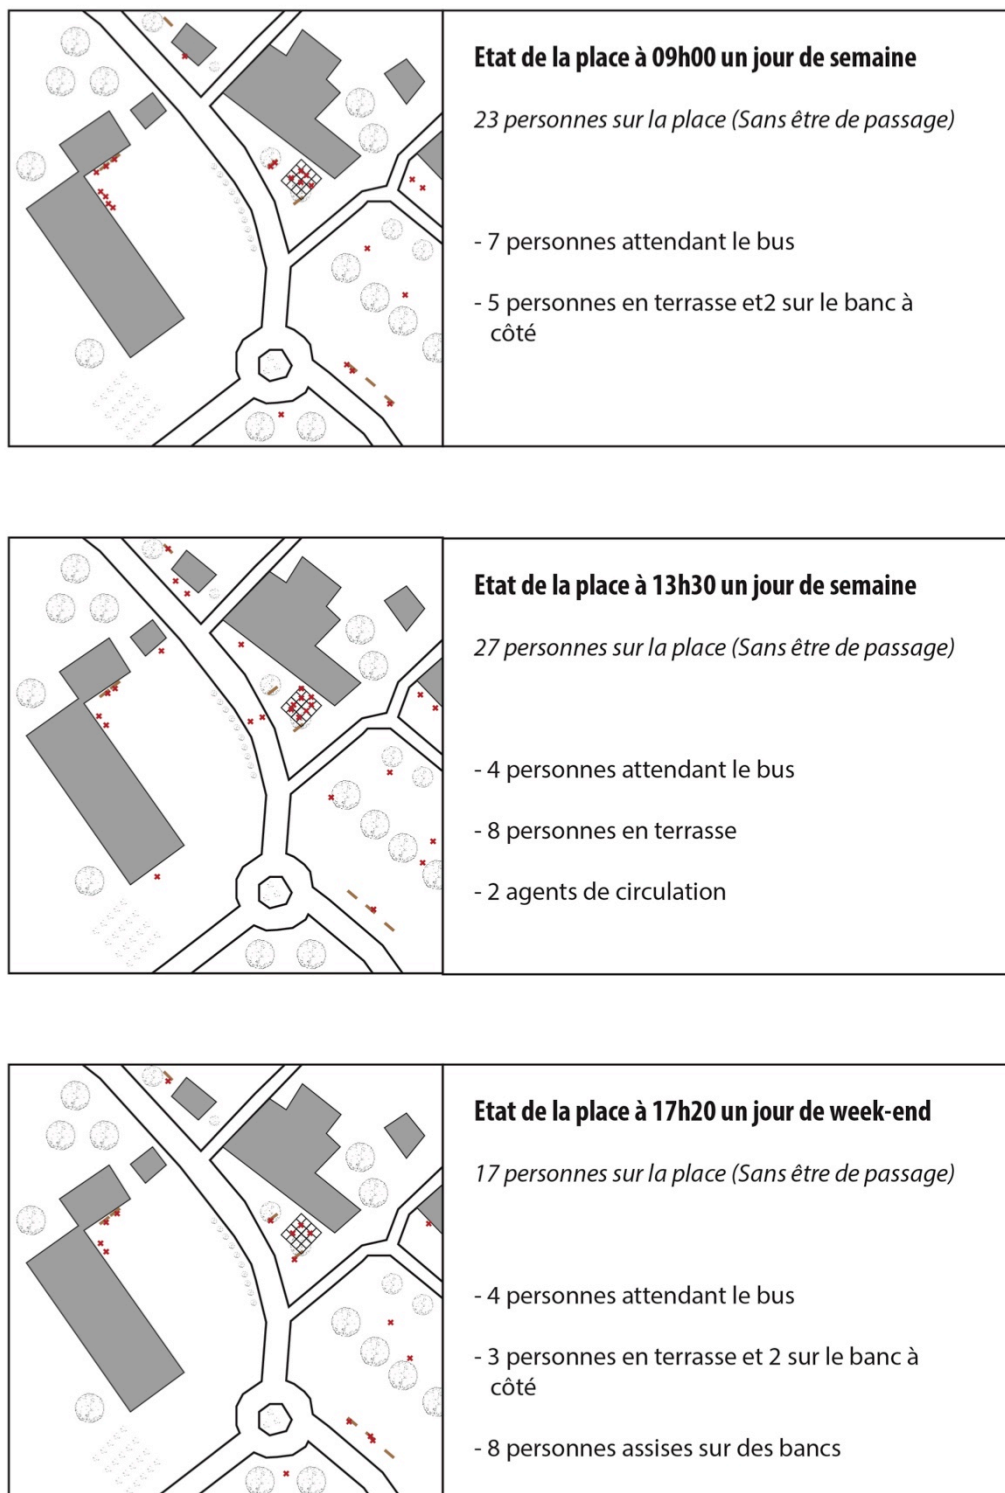 Etat de la place à 09h00 un jour de semaine
23 personnes sur la place (Sans être de passage)
- 7 personnes attendant le bus
- 5 personnes en terrasse et2 sur le banc à
côté
Etat de la place à 13h30 un jour de semaine
27 personnes sur la place (Sans être de passage)
- 4 personnes attendant le bus
- 8 personnes en terrasse
- 2 agents de circulation
Etat de la place à 17h20 un jour de week-end
17 personnes sur la place (Sans être de passage)
- 4 personnes attendant le bus
- 3 personnes en terrasse et 2 sur le banc à
côté
- 8 personnes assises sur des bancs